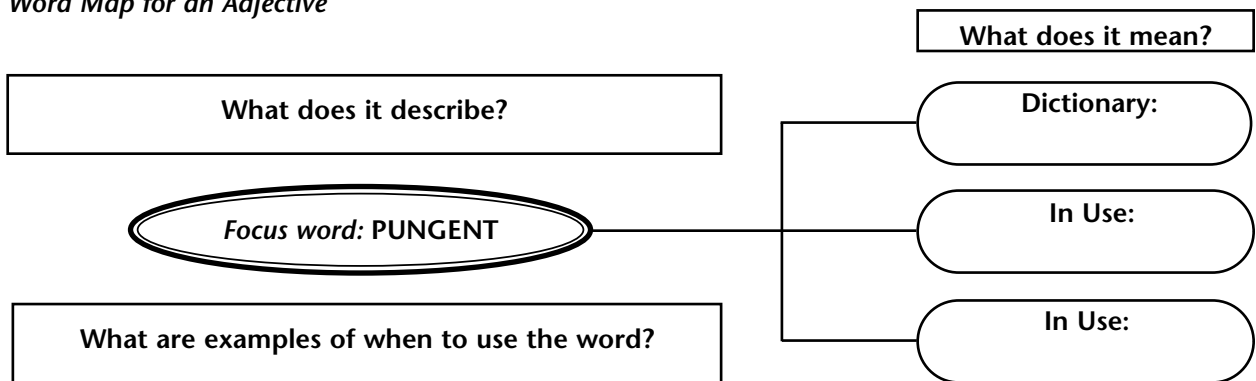 Word Map for an Adjective
What does it mean?
What does it describe?
Dictionary:
Focus word: PUNGENT
In Use:
What are examples of when to use the word?
In Use: